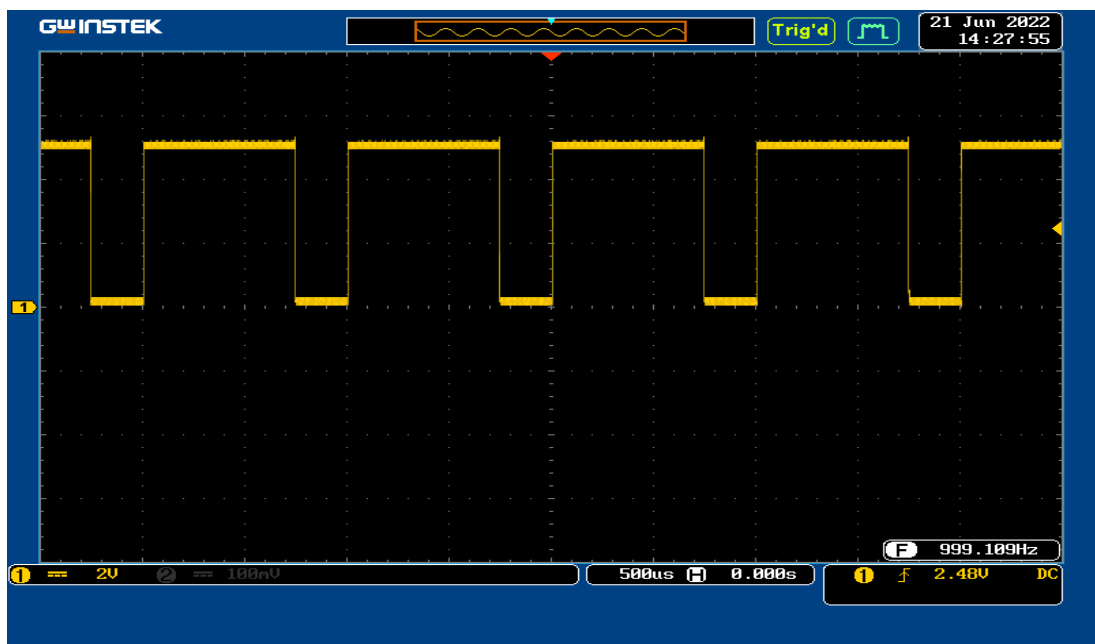 GWINSTEK
Trig'd
21 Jun 2022
14:27:55
1
F 999.109Hz
1 2V 2 100mV
500us H 0.000s
1 2.48V DC